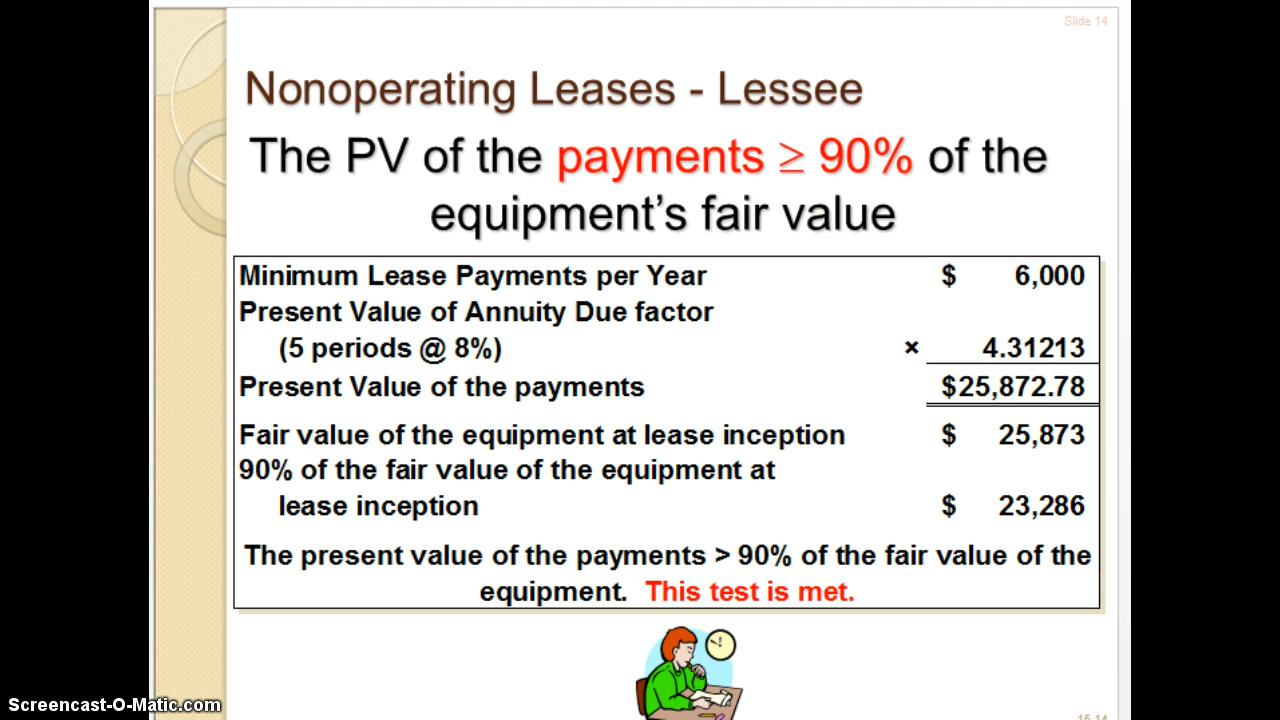 Slide 14
Nonoperating Leases - Lessee
The PV of the payments ≥ 90% of the
equipment's fair value
Minimum Lease Payments per Year $ 6,000
Present Value of Annuity Due factor
(5 periods @ 8%) × 4.31213
Present Value of the payments $25,872.78
Fair value of the equipment at lease inception $ 25,873
90% of the fair value of the equipment at
lease inception $ 23,286
The present value of the payments > 90% of the fair value of the
equipment. This test is met.
Screencast-O-Matic.com
15-14